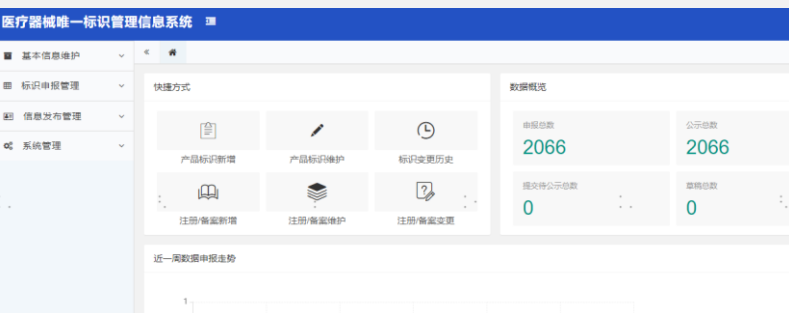 医疗器械唯一标识管理信息系统
基本信息维护
标识申报管理
信息发布管理
系统管理
快捷方式
产品标识新增
产品标识维护
标识变更历史
注册/备案新增
注册/备案维护
注册/备案变更
数据概览
申报总数
2066
公示总数
2066
提交待公示总数
0
草稿总数
0
近一周数据申报走势
1